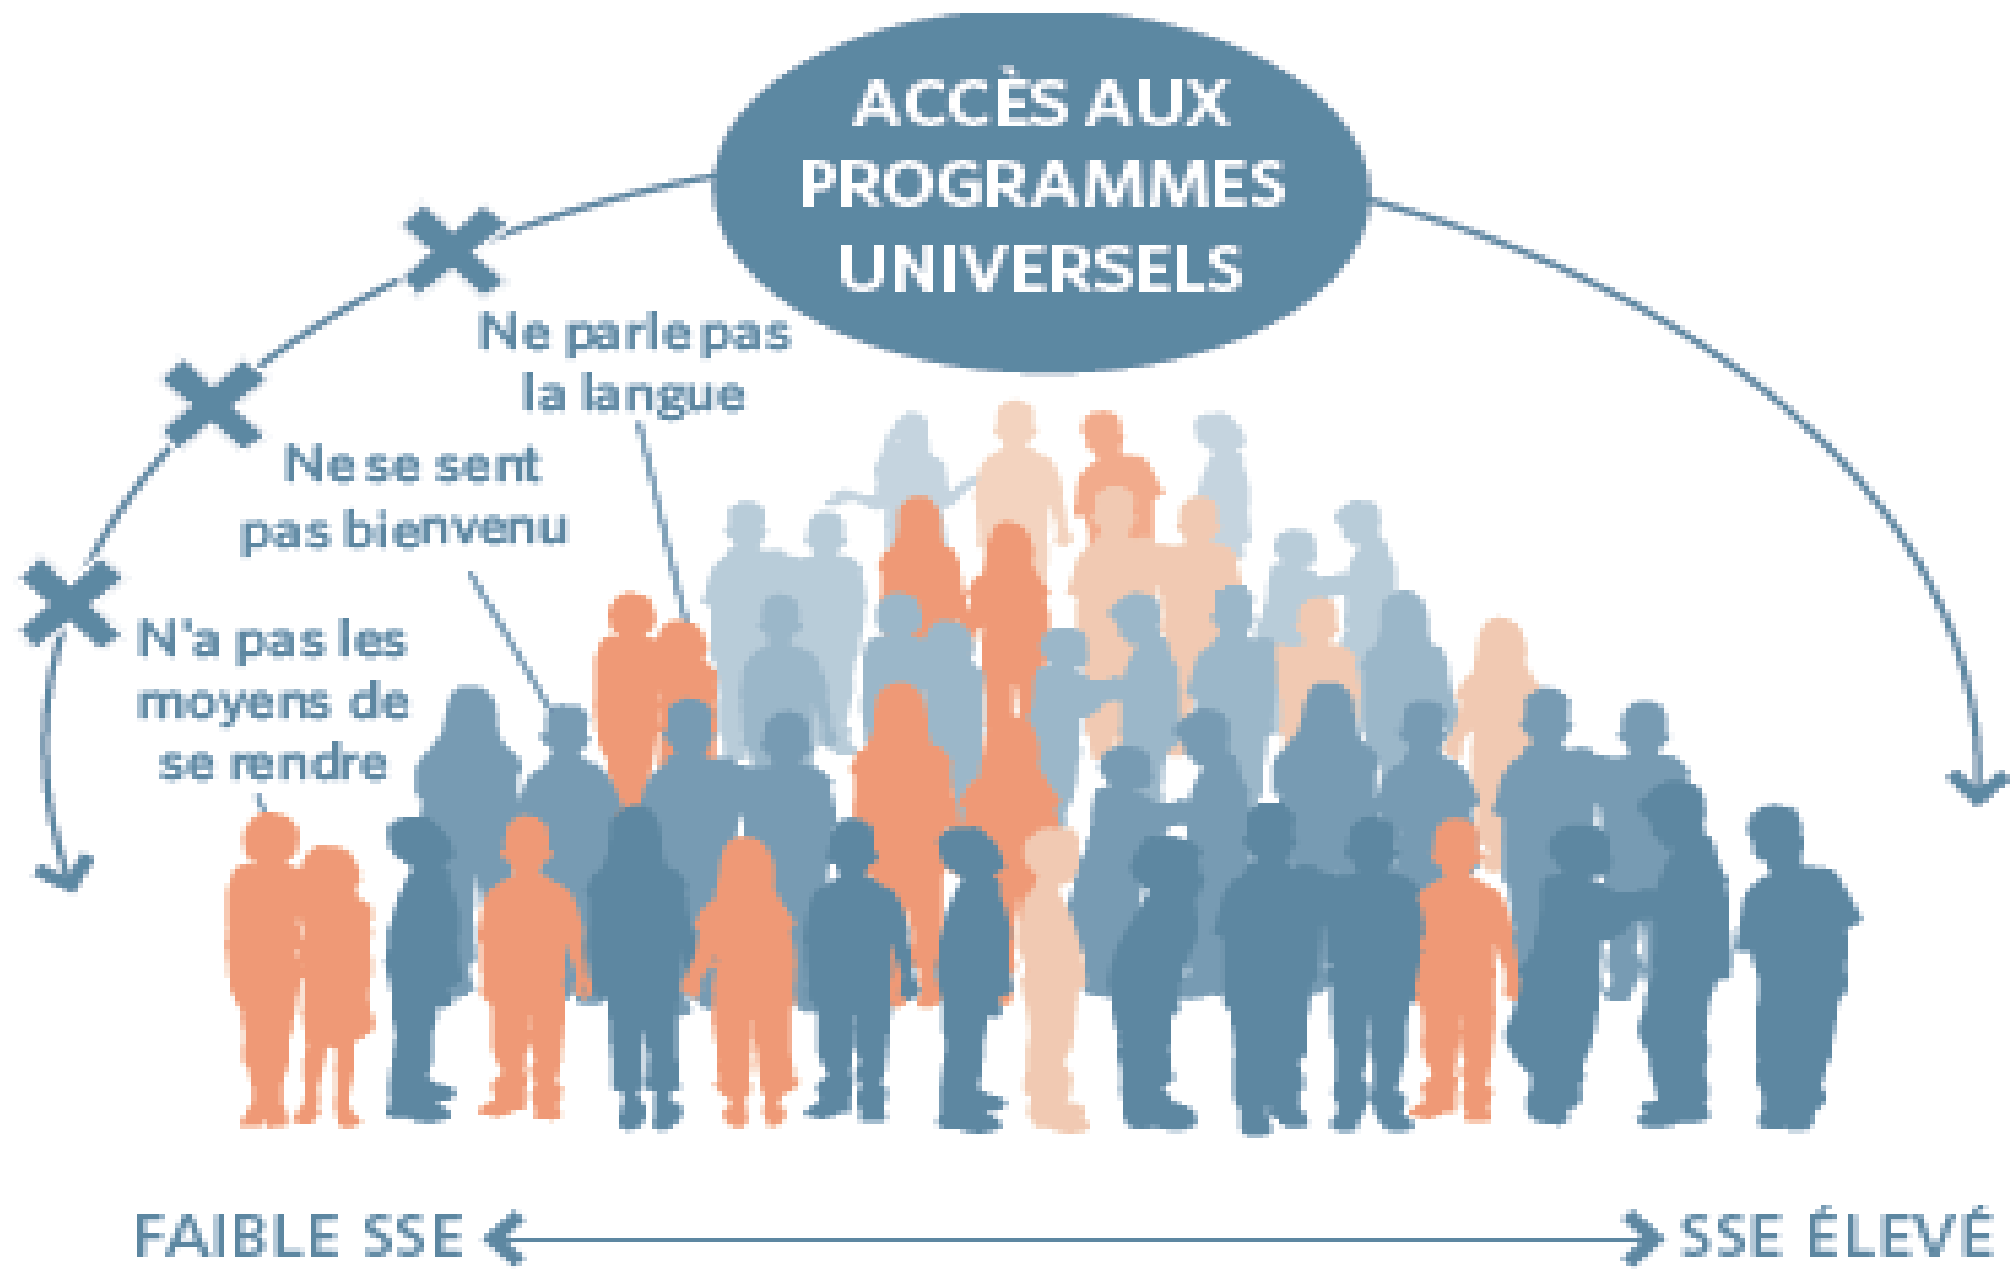 ACCÈS AUX
PROGRAMMES
UNIVERSELS
Ne parle pas
la langue
Ne se sent
pas bienvenu
N'a pas les
moyens de
se rendre
FAIBLE SSE
SSE ÉLEVÉ